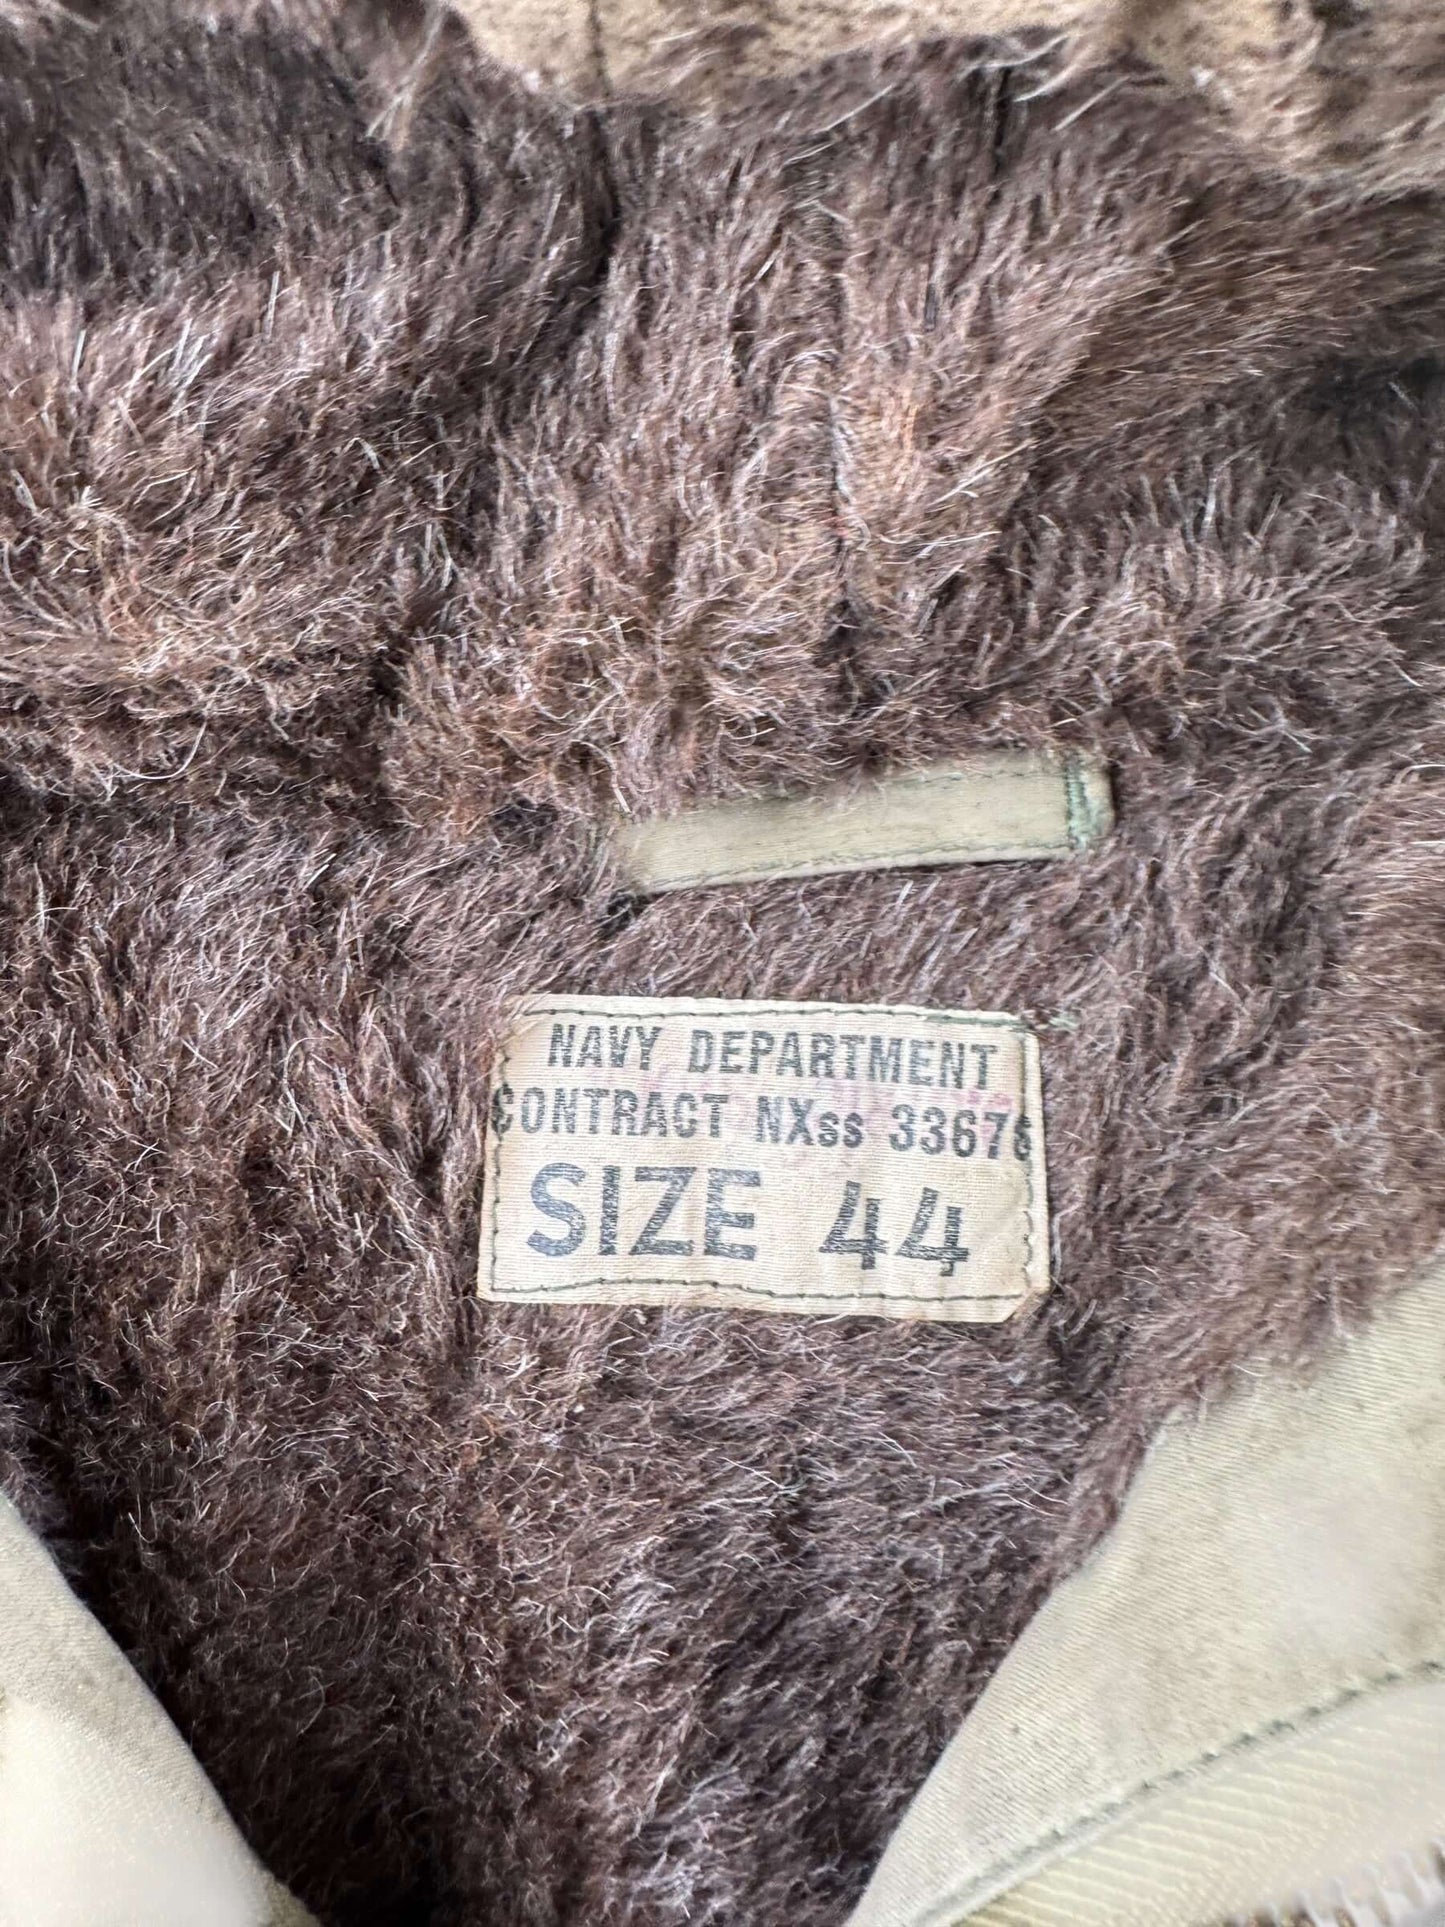 NAVY DEPARTMENT
CONTRACT NXss 33676
SIZE 44